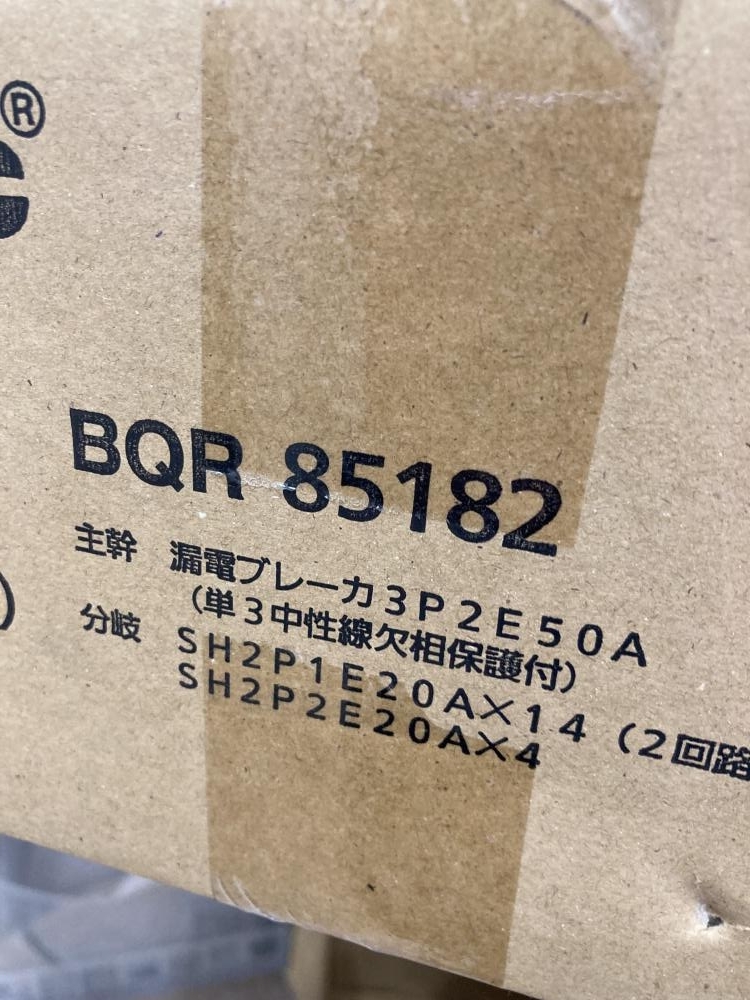 ®
BQR 85182
主幹 漏電ブレーカ3P2E50A
(単3中性線欠相保護付)
分岐 SH2P1E20A×14 (2回路
SH2P2E20A×4